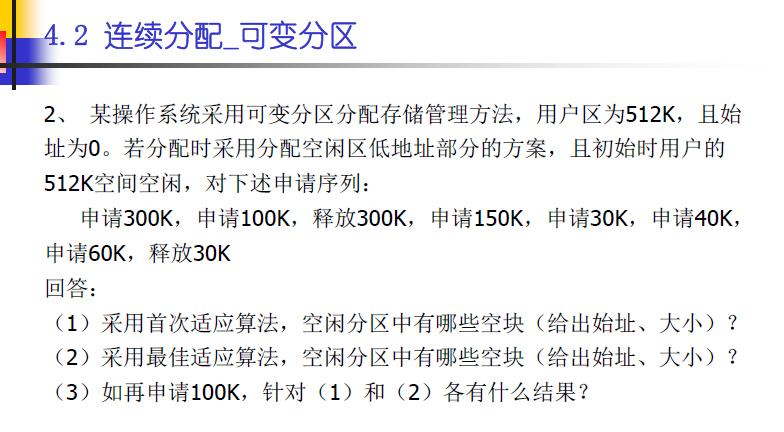 4.2 连续分配_可变分区
2、 某操作系统采用可变分区分配存储管理方法，用户区为512K，且始
址为0。若分配时采用分配空闲区低地址部分的方案，且初始时用户的
512K空间空闲，对下述申请序列：
申请300K，申请100K，释放300K，申请150K，申请30K，申请40K，
申请60K，释放30K
回答：
（1）采用首次适应算法，空闲分区中有哪些空块（给出始址、大小）？
（2）采用最佳适应算法，空闲分区中有哪些空块（给出始址、大小）？
（3）如再申请100K，针对（1）和（2）各有什么结果？